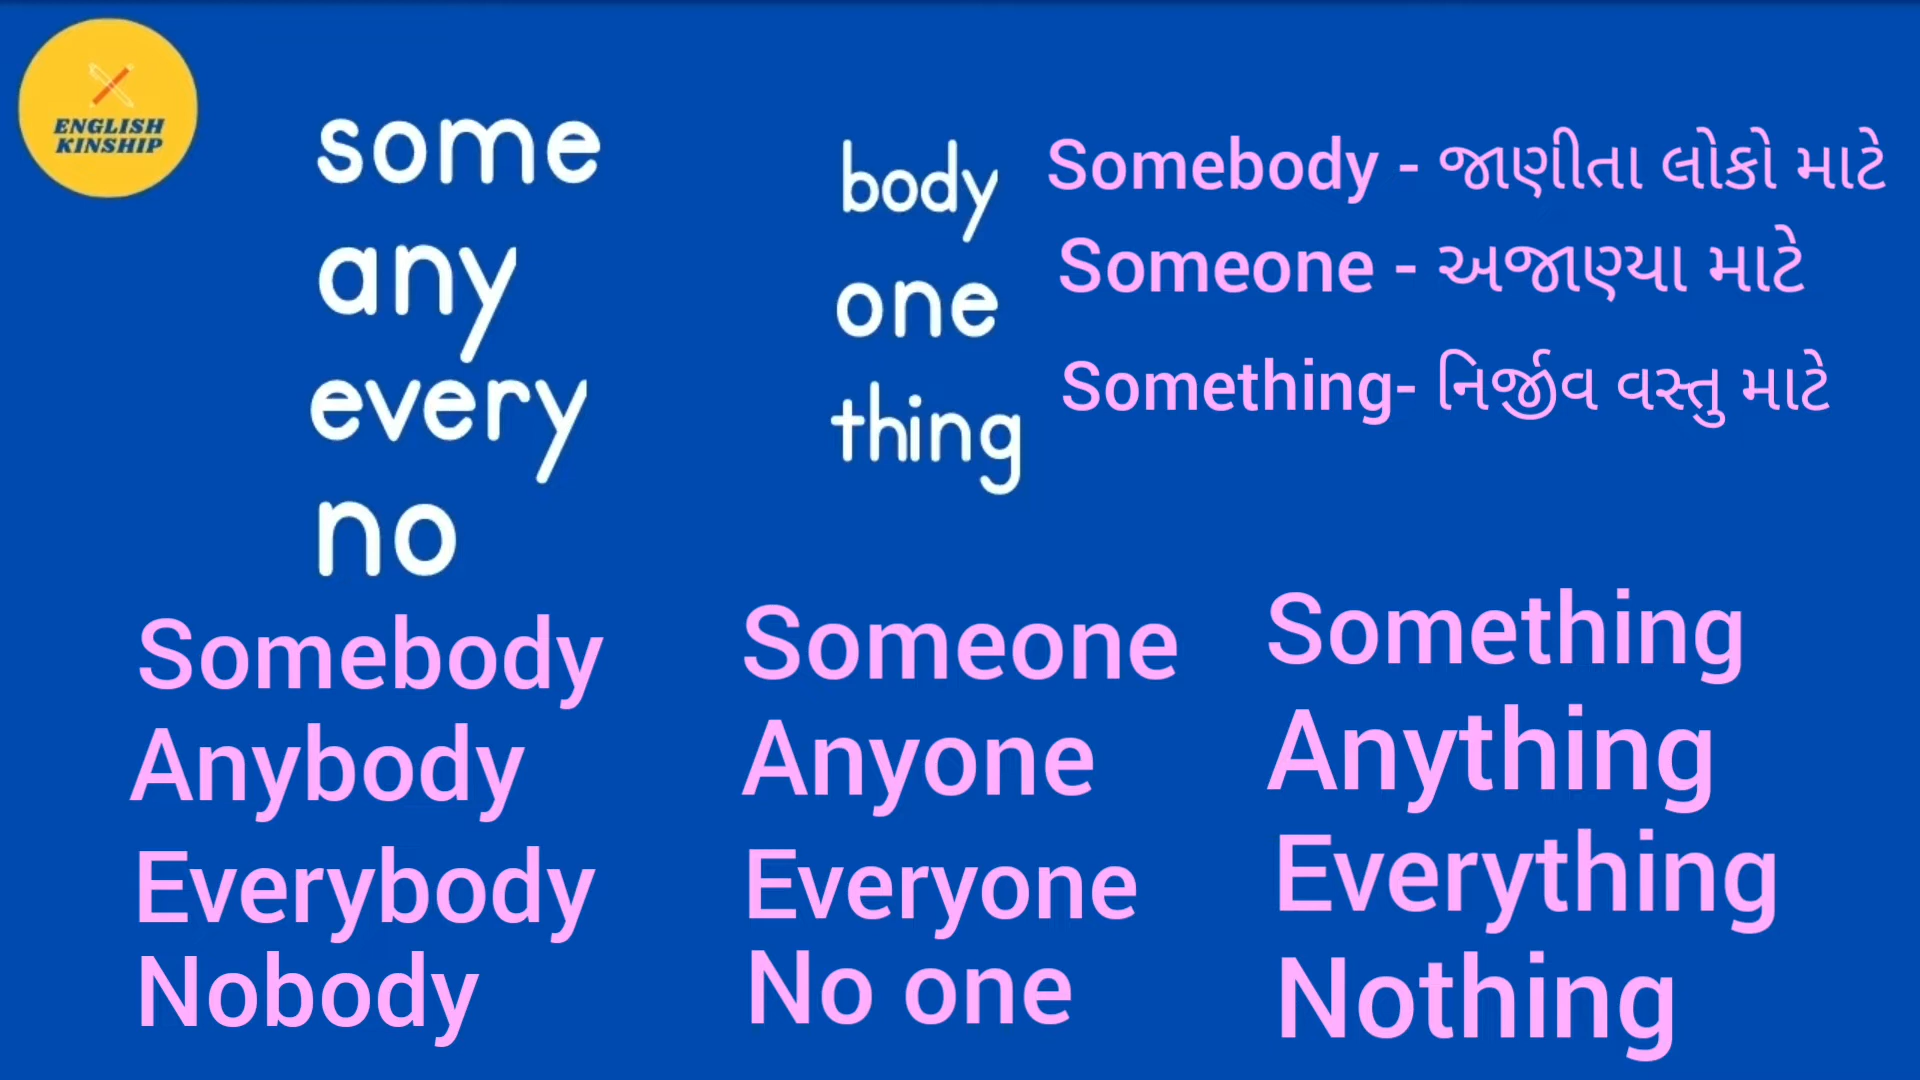 ENGLISH
KINSHIP
some
any
every
no
body
one
thing
Somebody - જાણીતા લોકો માટે
Someone - અજાણ્યા માટે
Something- નિર્જીવ વસ્તુ માટે
Somebody
Anybody
Everybody
Nobody
Someone
Anyone
Everyone
No one
Something
Anything
Everything
Nothing